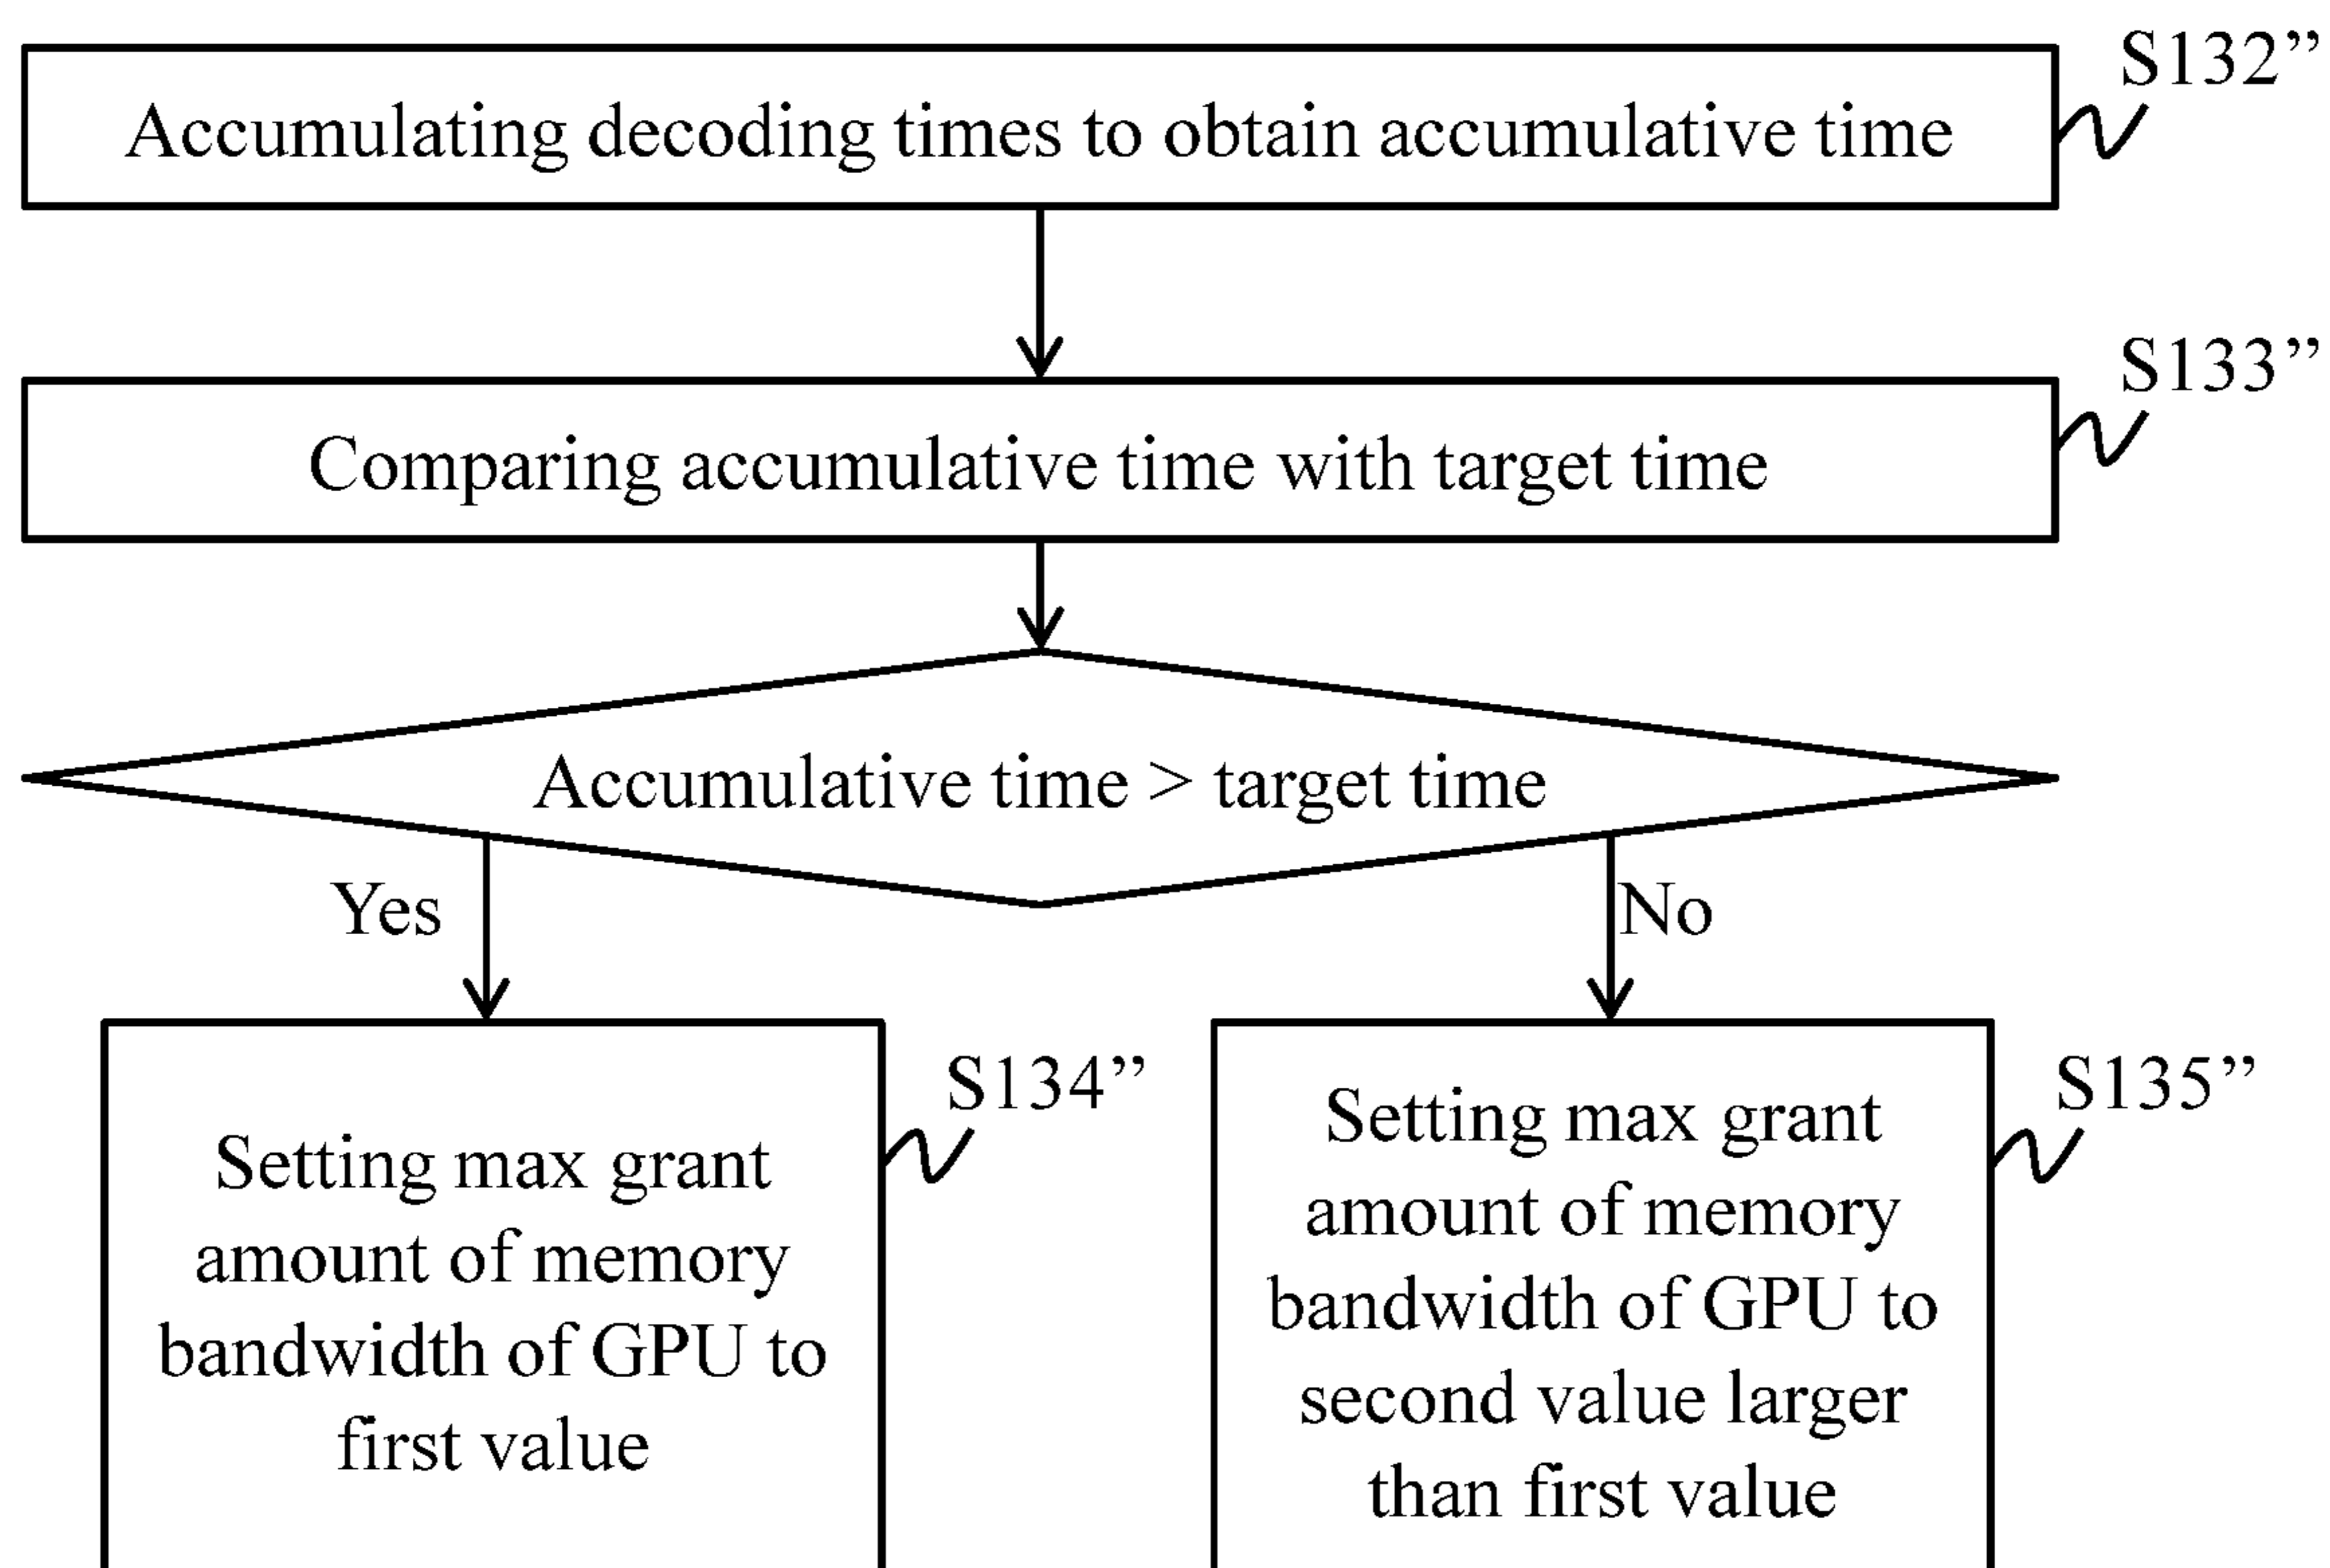 S132”
Accumulating decoding times to obtain accumulative time
S133”
Comparing accumulative time with target time
Accumulative time > target time
Yes
No
S134”
Setting max grant
amount of memory
bandwidth of GPU to
first value
S135”
Setting max grant
amount of memory
bandwidth of GPU to
second value larger
than first value